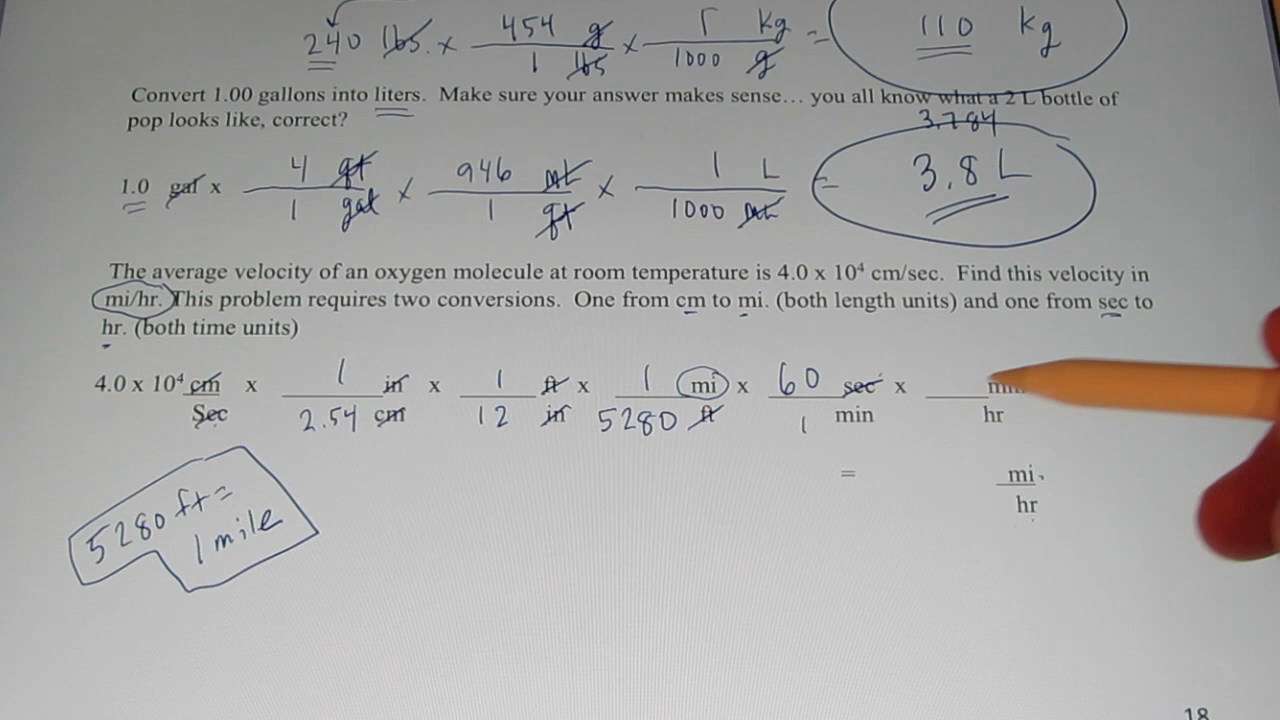 240 lbs. x 454 g / 1 lbs x 1 kg / 1000 g = 110 kg
Convert 1.00 gallons into liters. Make sure your answer makes sense… you all know what a 2 L bottle of
pop looks like, correct?
3.784
1.0 gal x 4 qt / 1 gal x 946 mL / 1 qt x 1 L / 1000 mL = 3.8 L
The average velocity of an oxygen molecule at room temperature is 4.0 x 10⁴ cm/sec. Find this velocity in
mi/hr. This problem requires two conversions. One from cm to mi. (both length units) and one from sec to
hr. (both time units)
4.0 x 10⁴ cm x 1 in x 1 ft x 1 mi x 60 sec x
Sec 2.54 cm 12 in 5280 ft 1 min hr
= mi.
hr
5280 ft =
1 mile
18